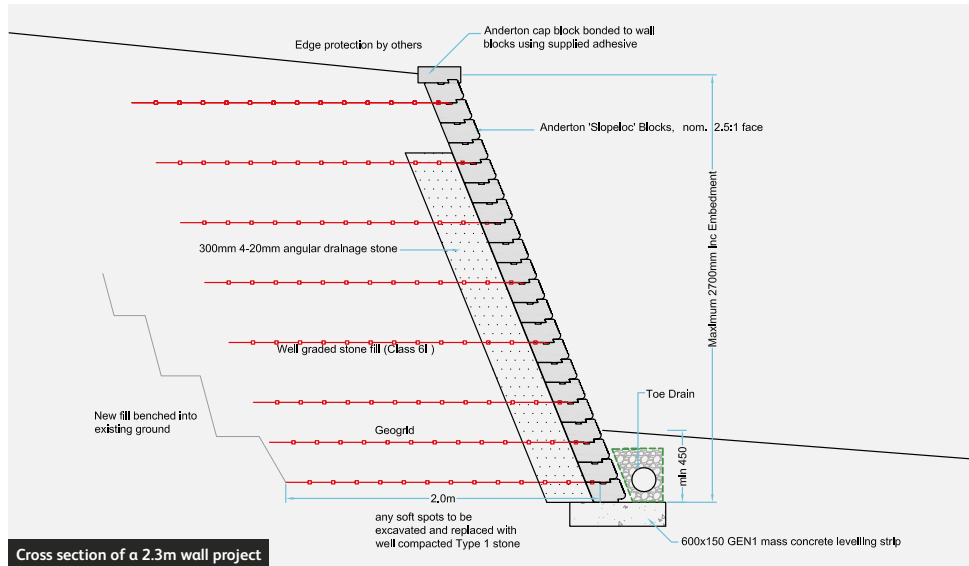 Edge protection by others
Anderton cap block bonded to wall
blocks using supplied adhesive
Anderton 'Slopeloc' Blocks, nom. 2.5:1 face
Maximum 2700mm Inc Embedment
300mm 4-20mm angular drainage stone
Well graded stone fill (Class 6I )
Toe Drain
New fill benched into
existing ground
Geogrid
min 450
2.0m
any soft spots to be
excavated and replaced with
well compacted Type 1 stone
600x150 GEN1 mass concrete levelling strip
Cross section of a 2.3m wall project